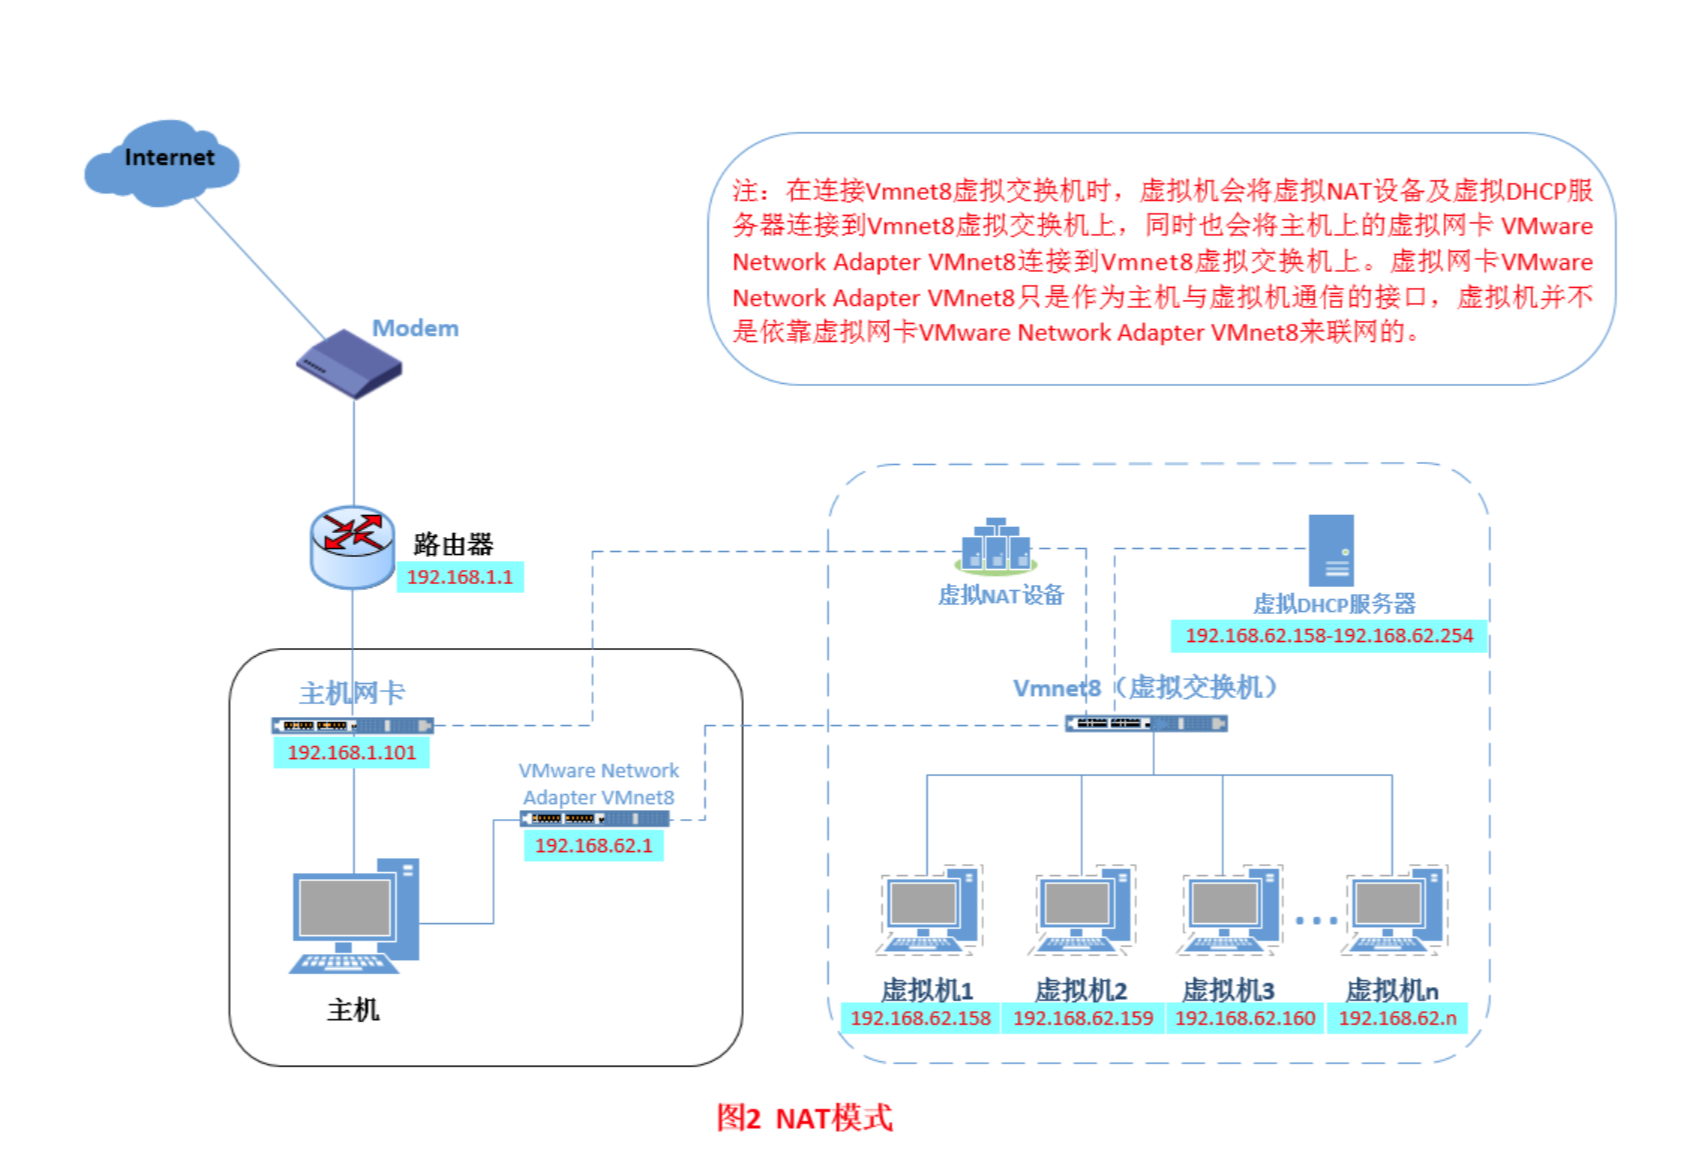 Internet
注：在连接Vmnet8虚拟交换机时，虚拟机会将虚拟NAT设备及虚拟DHCP服
务器连接到Vmnet8虚拟交换机上，同时也会将主机上的虚拟网卡 VMware
Network Adapter VMnet8连接到Vmnet8虚拟交换机上。虚拟网卡VMware
Network Adapter VMnet8只是作为主机与虚拟机通信的接口，虚拟机并不
是依靠虚拟网卡VMware Network Adapter VMnet8来联网的。
Modem
路由器
192.168.1.1
虚拟NAT设备
虚拟DHCP服务器
192.168.62.158-192.168.62.254
主机网卡
192.168.1.101
Vmnet8（虚拟交换机）
VMware Network
Adapter VMnet8
192.168.62.1
主机
虚拟机1
192.168.62.158
虚拟机2
192.168.62.159
虚拟机3
192.168.62.160
虚拟机n
192.168.62.n
图2 NAT模式